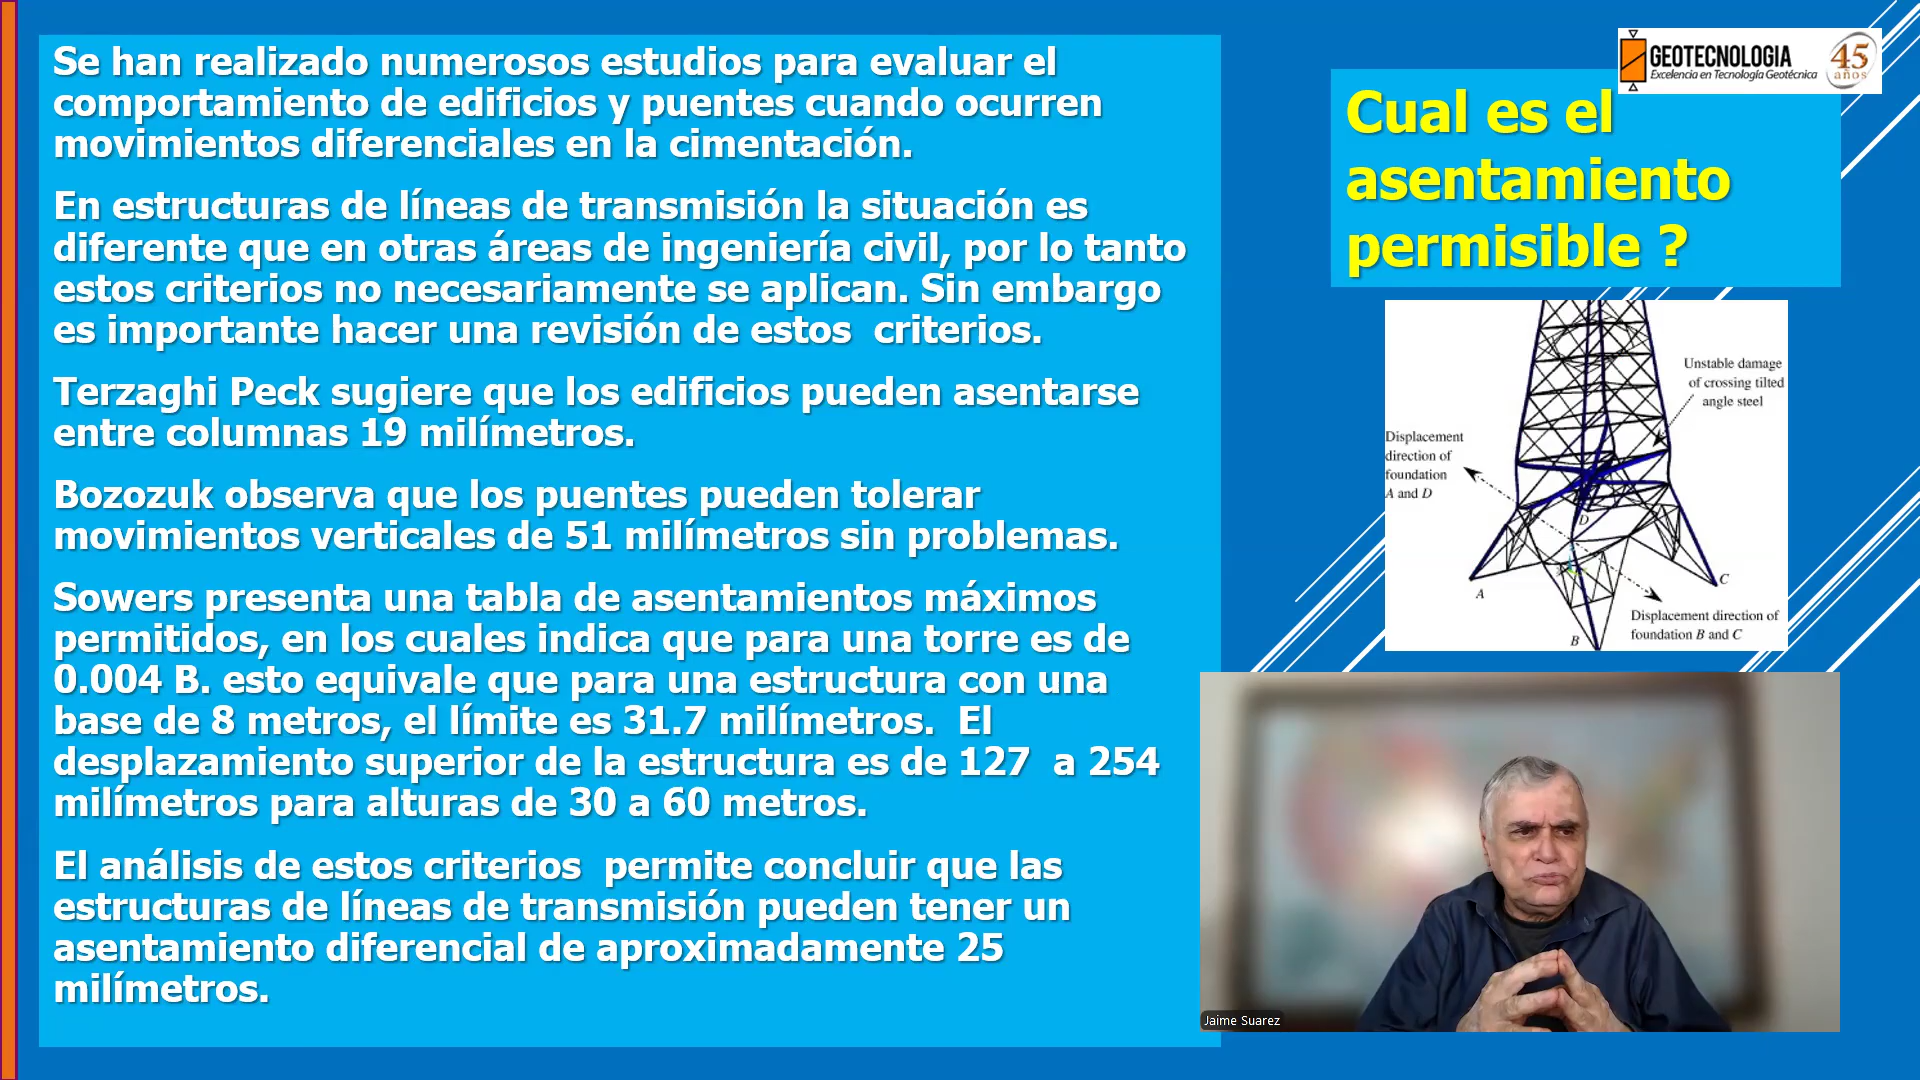 Se han realizado numerosos estudios para evaluar el
comportamiento de edificios y puentes cuando ocurren
movimientos diferenciales en la cimentación.
En estructuras de líneas de transmisión la situación es
diferente que en otras áreas de ingeniería civil, por lo tanto
estos criterios no necesariamente se aplican. Sin embargo
es importante hacer una revisión de estos  criterios.
Terzaghi Peck sugiere que los edificios pueden asentarse
entre columnas 19 milímetros.
Bozozuk observa que los puentes pueden tolerar
movimientos verticales de 51 milímetros sin problemas.
Sowers presenta una tabla de asentamientos máximos
permitidos, en los cuales indica que para una torre es de
0.004 B. esto equivale que para una estructura con una
base de 8 metros, el límite es 31.7 milímetros.  El
desplazamiento superior de la estructura es de 127  a 254
milímetros para alturas de 30 a 60 metros.
El análisis de estos criterios  permite concluir que las
estructuras de líneas de transmisión pueden tener un
asentamiento diferencial de aproximadamente 25
milímetros.
GEOTECNOLOGIA
Excelencia en Tecnología Geotécnica
45
años
Cual es el
asentamiento
permisible ?
Unstable damage
of crossing tilted
angle steel
Displacement
direction of
foundation
A and D
D
C
A
Displacement direction of
foundation B and C
B
Jaime Suarez